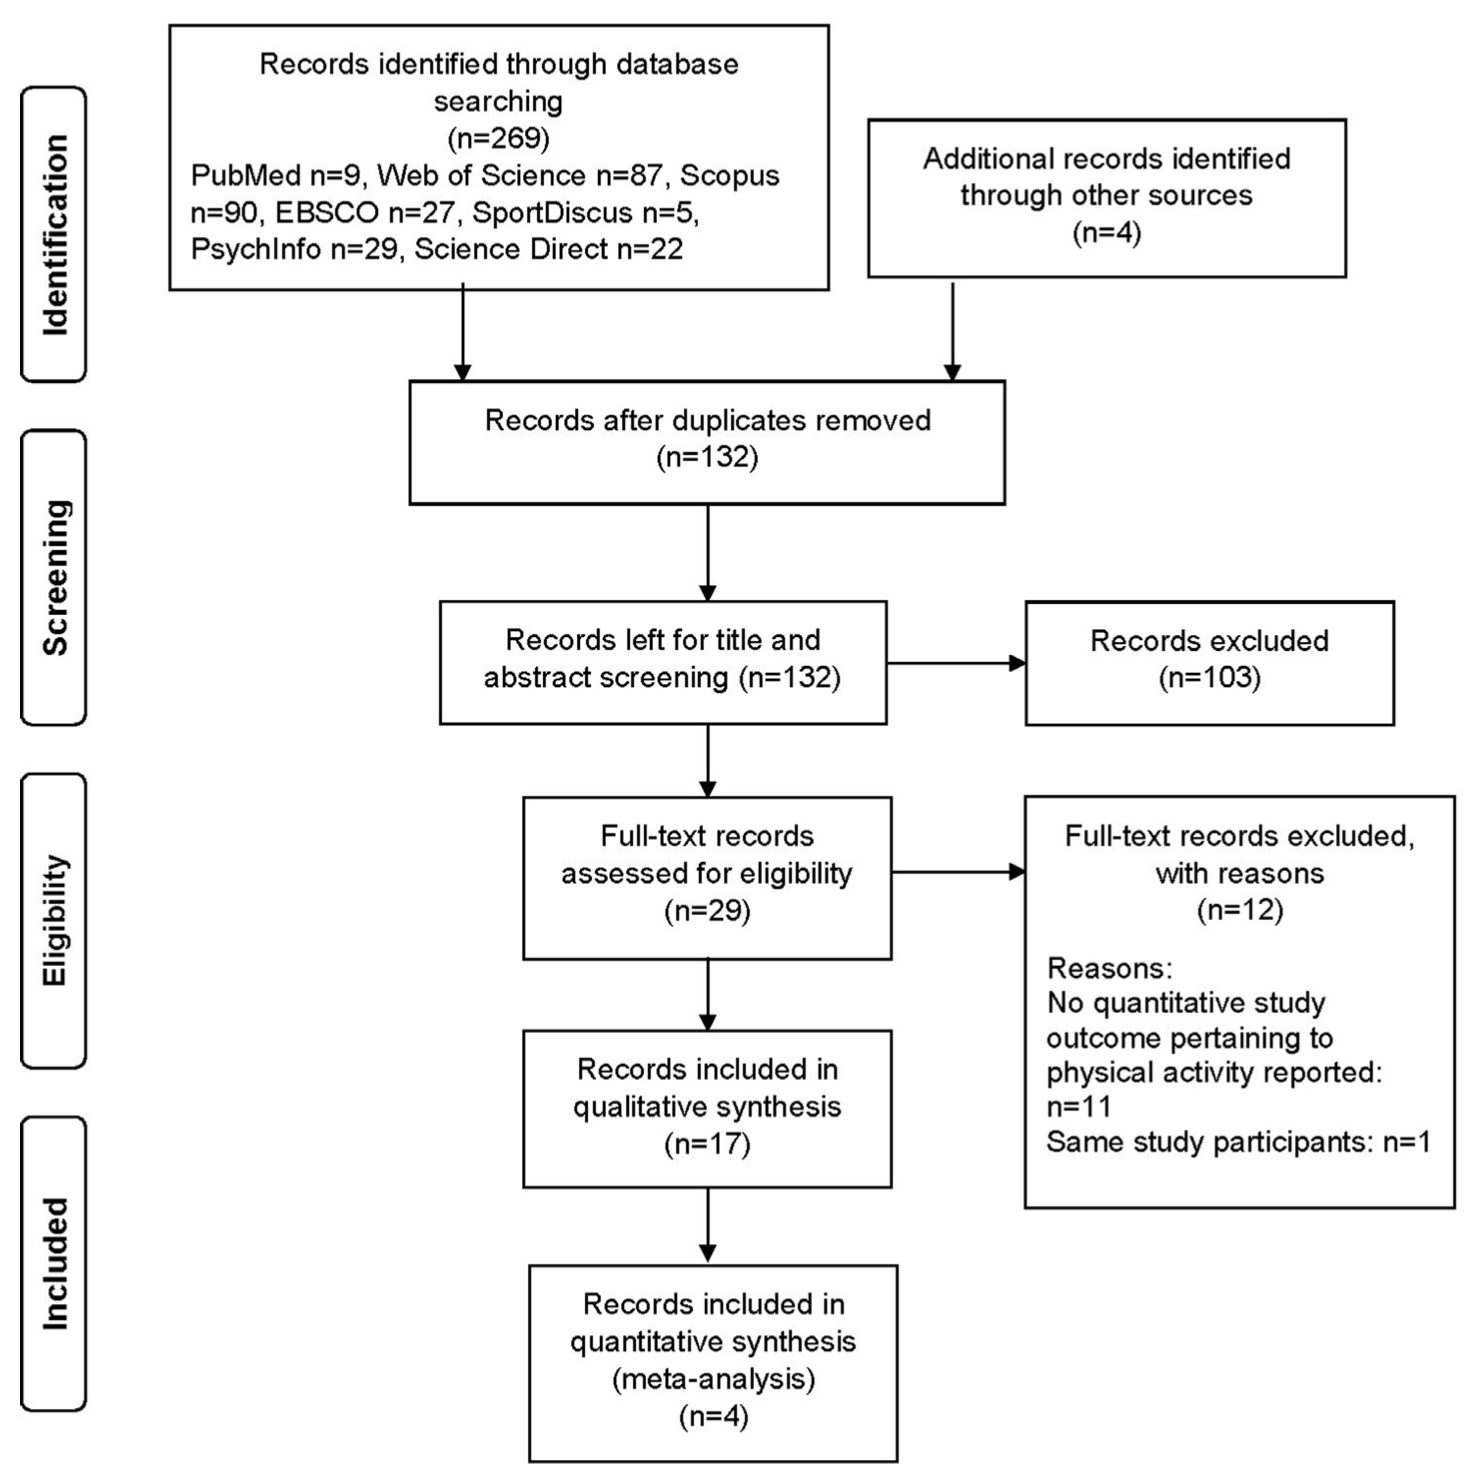 Identification
Records identified through database
searching
(n=269)
PubMed n=9, Web of Science n=87, Scopus
n=90, EBSCO n=27, SportDiscus n=5,
PsychInfo n=29, Science Direct n=22
Additional records identified
through other sources
(n=4)
Records after duplicates removed
(n=132)
Screening
Records left for title and
abstract screening (n=132)
Records excluded
(n=103)
Eligibility
Full-text records
assessed for eligibility
(n=29)
Full-text records excluded,
with reasons
(n=12)
Reasons:
No quantitative study
outcome pertaining to
physical activity reported:
n=11
Same study participants: n=1
Records included in
qualitative synthesis
(n=17)
Included
Records included in
quantitative synthesis
(meta-analysis)
(n=4)